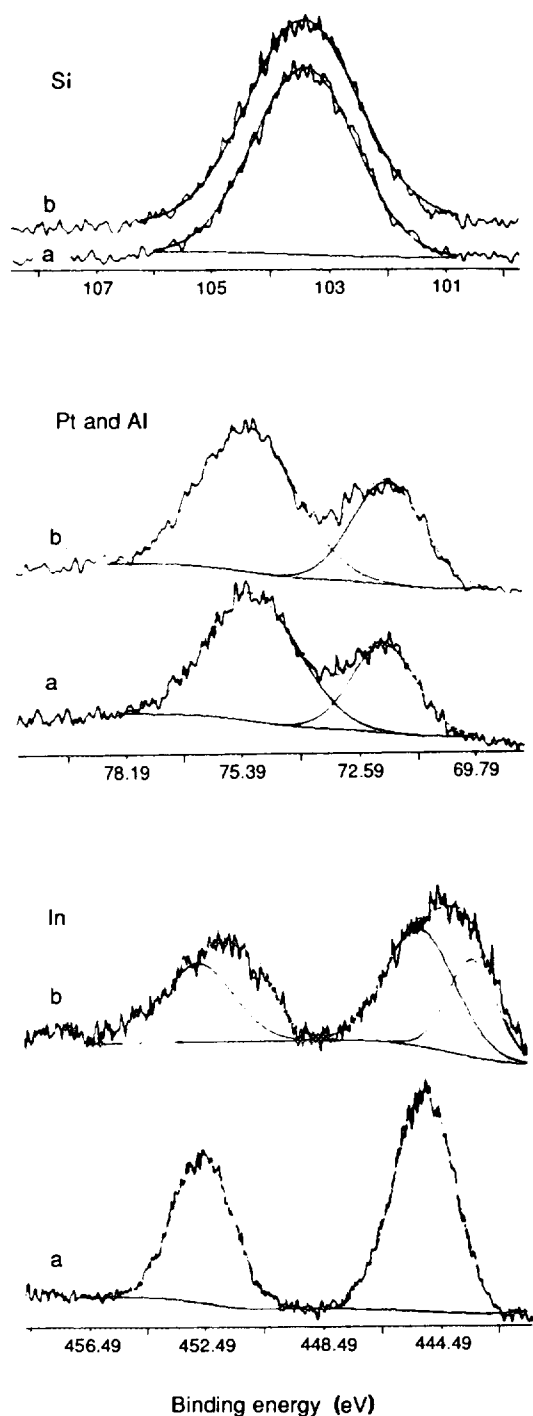 Si
b
a
107 105 103 101
Pt and Al
b
a
78.19 75.39 72.59 69.79
In
b
a
456.49 452.49 448.49 444.49
Binding energy (eV)